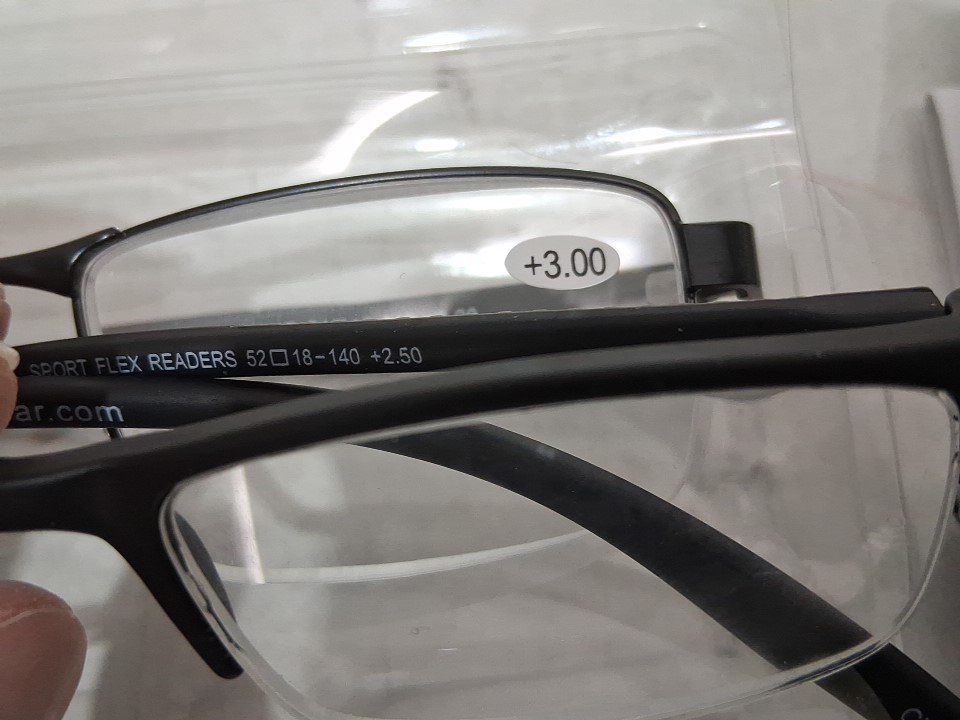 +3.00
SPORT FLEX READERS 52□18-140 +2.50
ar.com